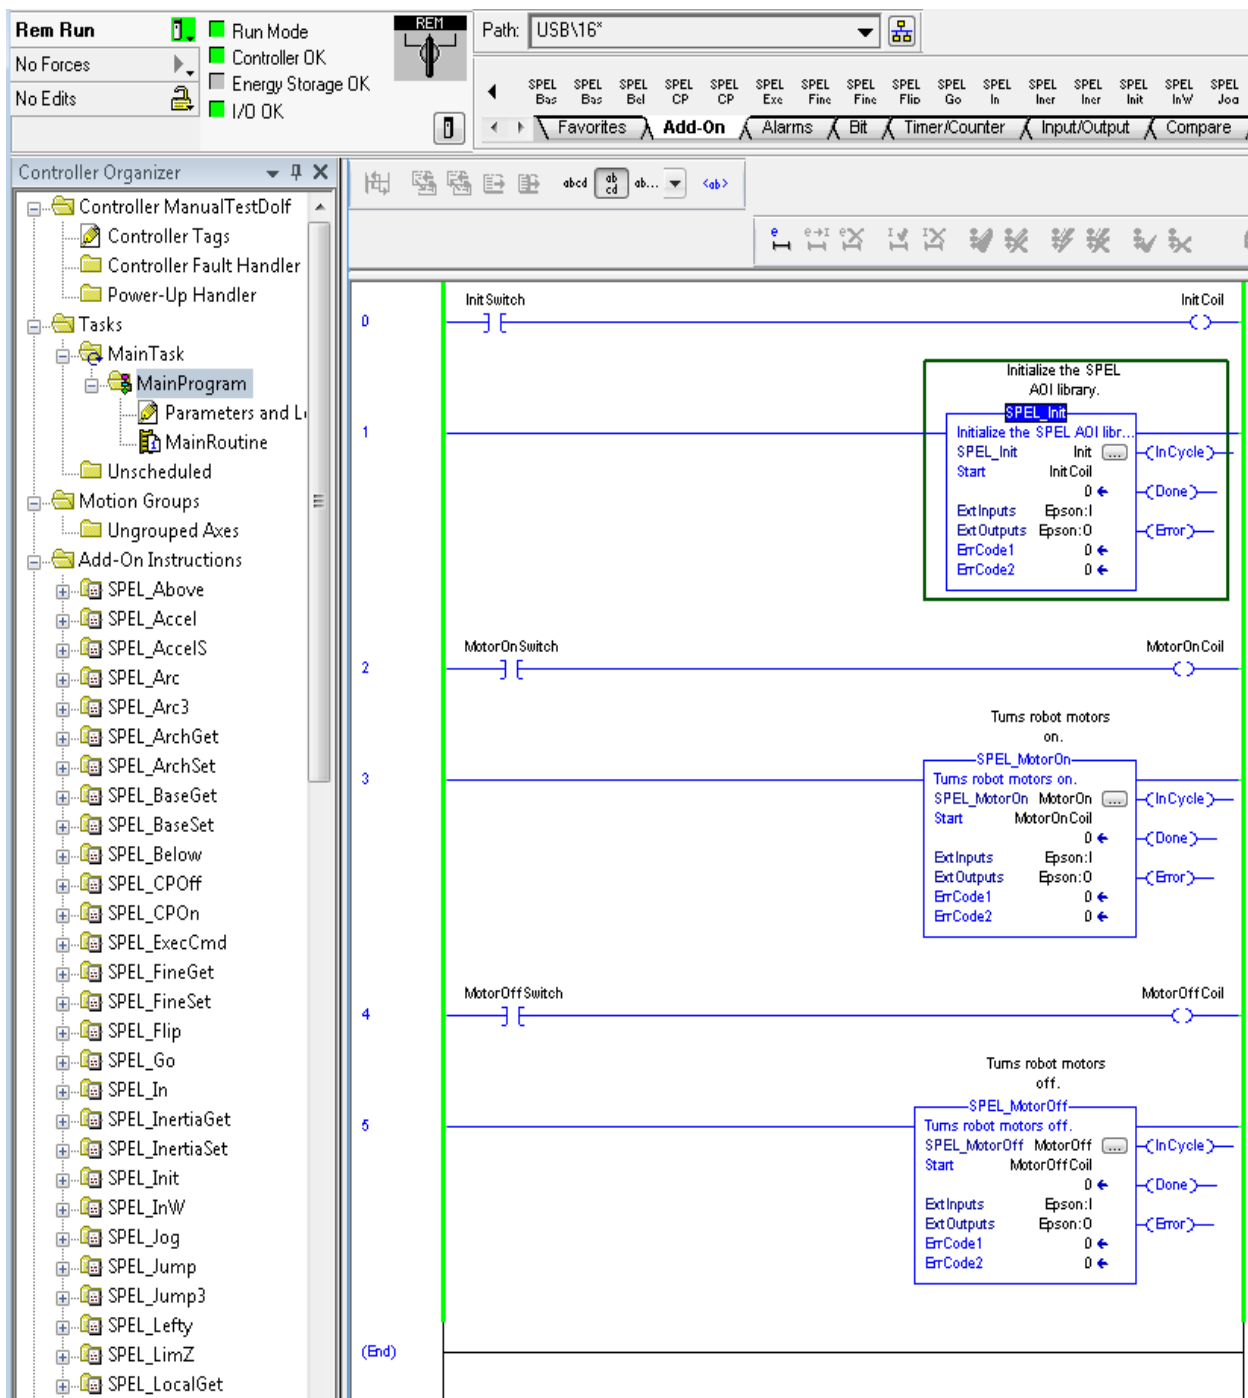 Rem Run
No Forces
No Edits
Run Mode
Controller OK
Energy Storage OK
I/O OK
REM
Path: USB\16*
SPEL Bas
SPEL Bas
SPEL Bel
SPEL CP
SPEL CP
SPEL Exe
SPEL Fine
SPEL Fine
SPEL Flip
SPEL Go
SPEL In
SPEL Iner
SPEL Iner
SPEL Init
SPEL InW
SPEL Jog
Favorites Add-On Alarms Bit Timer/Counter Input/Output Compare
Controller Organizer
Controller ManualTestDolf
Controller Tags
Controller Fault Handler
Power-Up Handler
Tasks
MainTask
MainProgram
Parameters and L
MainRoutine
Unscheduled
Motion Groups
Ungrouped Axes
Add-On Instructions
SPEL_Above
SPEL_Accel
SPEL_AccelS
SPEL_Arc
SPEL_Arc3
SPEL_ArchGet
SPEL_ArchSet
SPEL_BaseGet
SPEL_BaseSet
SPEL_Below
SPEL_CPOff
SPEL_CPOn
SPEL_ExecCmd
SPEL_FineGet
SPEL_FineSet
SPEL_Flip
SPEL_Go
SPEL_In
SPEL_InertiaGet
SPEL_InertiaSet
SPEL_Init
SPEL_InW
SPEL_Jog
SPEL_Jump
SPEL_Jump3
SPEL_Lefty
SPEL_LimZ
SPEL_LocalGet
abcd ab cd ab... <ab>
e e→I e I I
0
InitSwitch
InitCoil
1
Initialize the SPEL
AOI library.
SPEL_Init
Initialize the SPEL AOI libr...
SPEL_Init Init ... (InCycle)
Start InitCoil
0 (Done)
ExtInputs Epson:I
ExtOutputs Epson:O (Error)
ErrCode1 0
ErrCode2 0
2
MotorOnSwitch
MotorOnCoil
3
Turns robot motors
on.
SPEL_MotorOn
Turns robot motors on.
SPEL_MotorOn MotorOn ... (InCycle)
Start MotorOnCoil
0 (Done)
ExtInputs Epson:I
ExtOutputs Epson:O (Error)
ErrCode1 0
ErrCode2 0
4
MotorOffSwitch
MotorOffCoil
5
Turns robot motors
off.
SPEL_MotorOff
Turns robot motors off.
SPEL_MotorOff MotorOff ... (InCycle)
Start MotorOffCoil
0 (Done)
ExtInputs Epson:I
ExtOutputs Epson:O (Error)
ErrCode1 0
ErrCode2 0
(End)